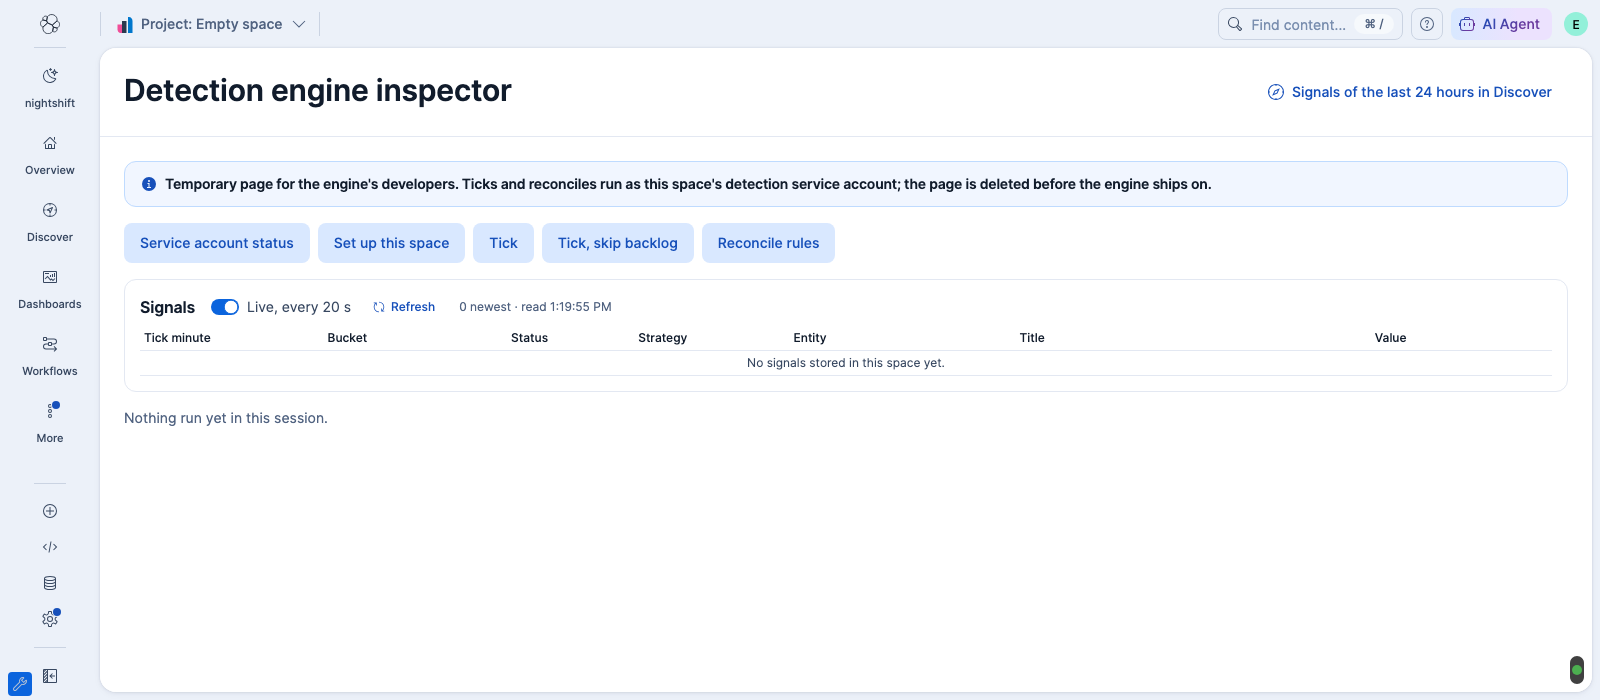 Project: Empty space
Find content...
⌘ /
AI Agent
E
nightshift
Overview
Discover
Dashboards
Workflows
More
Detection engine inspector
Signals of the last 24 hours in Discover
Temporary page for the engine's developers. Ticks and reconciles run as this space's detection service account; the page is deleted before the engine ships on.
Service account status
Set up this space
Tick
Tick, skip backlog
Reconcile rules
Signals
Live, every 20 s
Refresh
0 newest · read 1:19:55 PM
Tick minute Bucket Status Strategy Entity Title Value
No signals stored in this space yet.
Nothing run yet in this session.